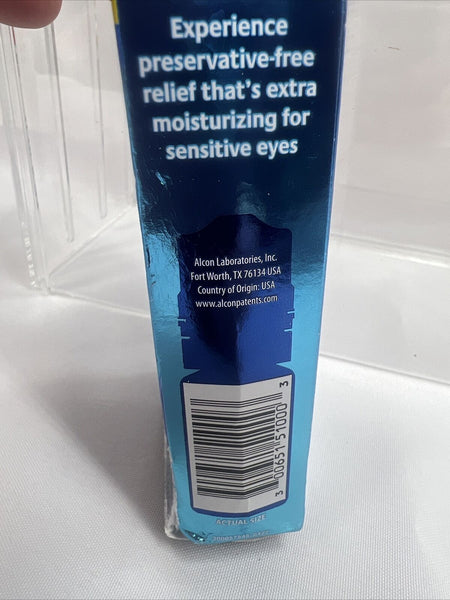 Experience
preservative-free
relief that's extra
moisturizing for
sensitive eyes
Alcon Laboratories, Inc.
Fort Worth, TX 76134 USA
Country of Origin: USA
www.alconpatents.com
3 00651 51000 3
ACTUAL SIZE